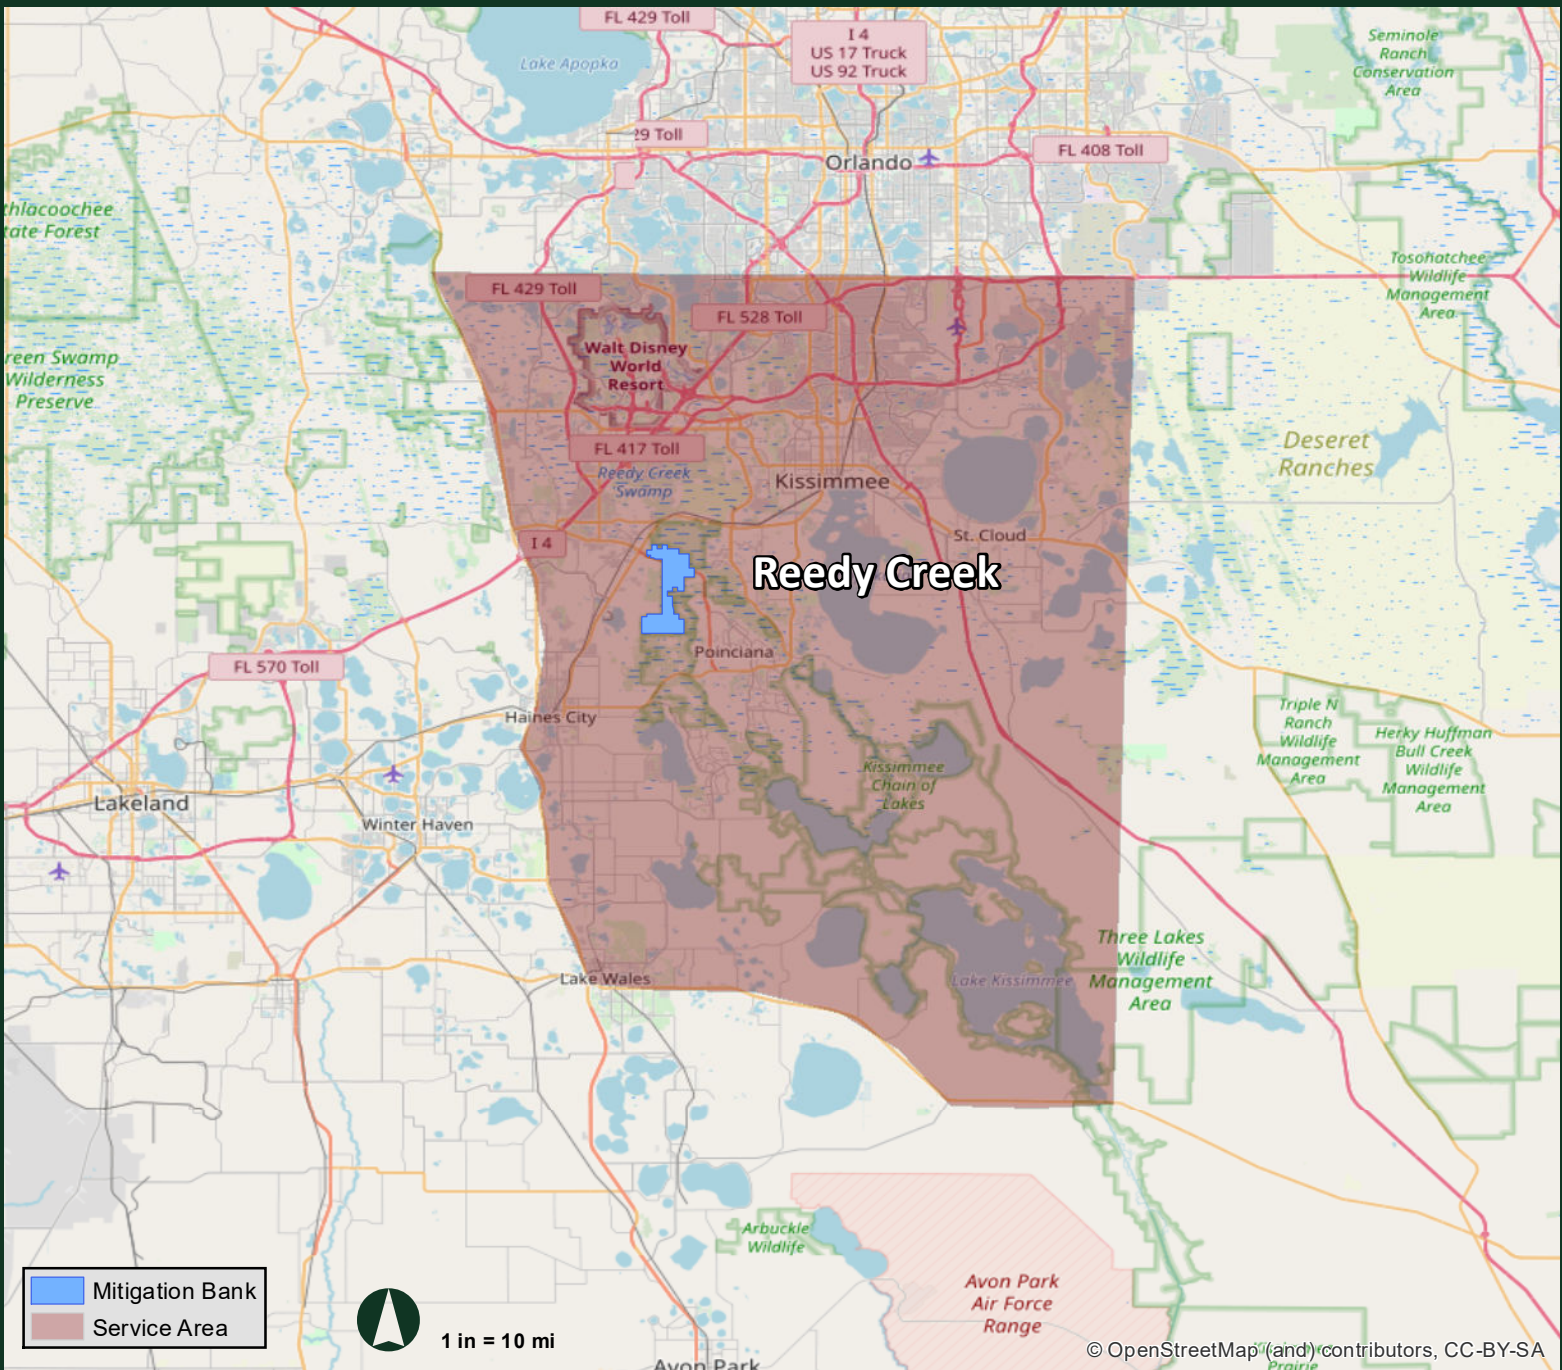 FL 429 Toll
I 4
US 17 Truck
US 92 Truck
Seminole
Ranch
Conservation
Area
Lake Apopka
29 Toll
Orlando
FL 408 Toll
thlacoochee
tate Forest
Tosohatchee
Wildlife
Management
Area
FL 429 Toll
FL 528 Toll
Walt Disney
World
Resort
reen Swamp
Wilderness
Preserve
Deseret
Ranches
FL 417 Toll
Reedy Creek
Swamp
Kissimmee
I 4
St. Cloud
Reedy Creek
Poinciana
FL 570 Toll
Haines City
Triple N
Ranch
Wildlife
Management
Area
Herky Huffman
Bull Creek
Wildlife
Management
Area
Kissimmee
Chain of
Lakes
Lakeland
Winter Haven
Three Lakes
Wildlife
Management
Area
Lake Wales
Lake Kissimmee
Arbuckle
Wildlife
Avon Park
Air Force
Range
Mitigation Bank
Service Area
1 in = 10 mi
© OpenStreetMap (and) contributors, CC-BY-SA
Avon Park
Prairie